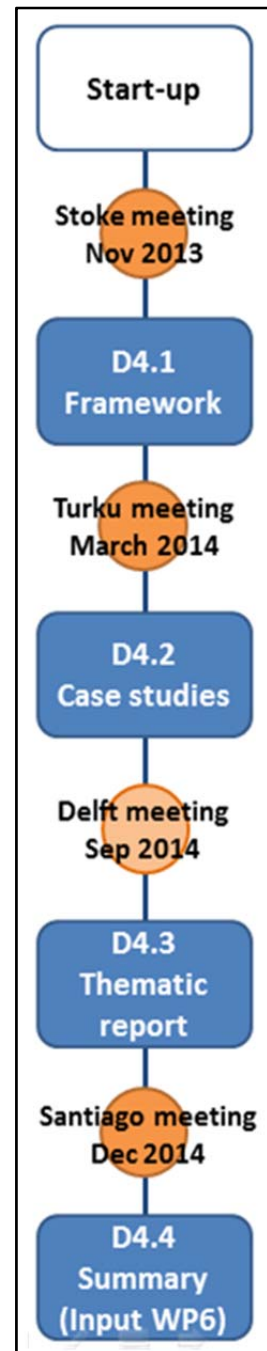 Start-up
Stoke meeting
Nov 2013
D4.1
Framework
Turku meeting
March 2014
D4.2
Case studies
Delft meeting
Sep 2014
D4.3
Thematic
report
Santiago meeting
Dec 2014
D4.4
Summary
(Input WP6)